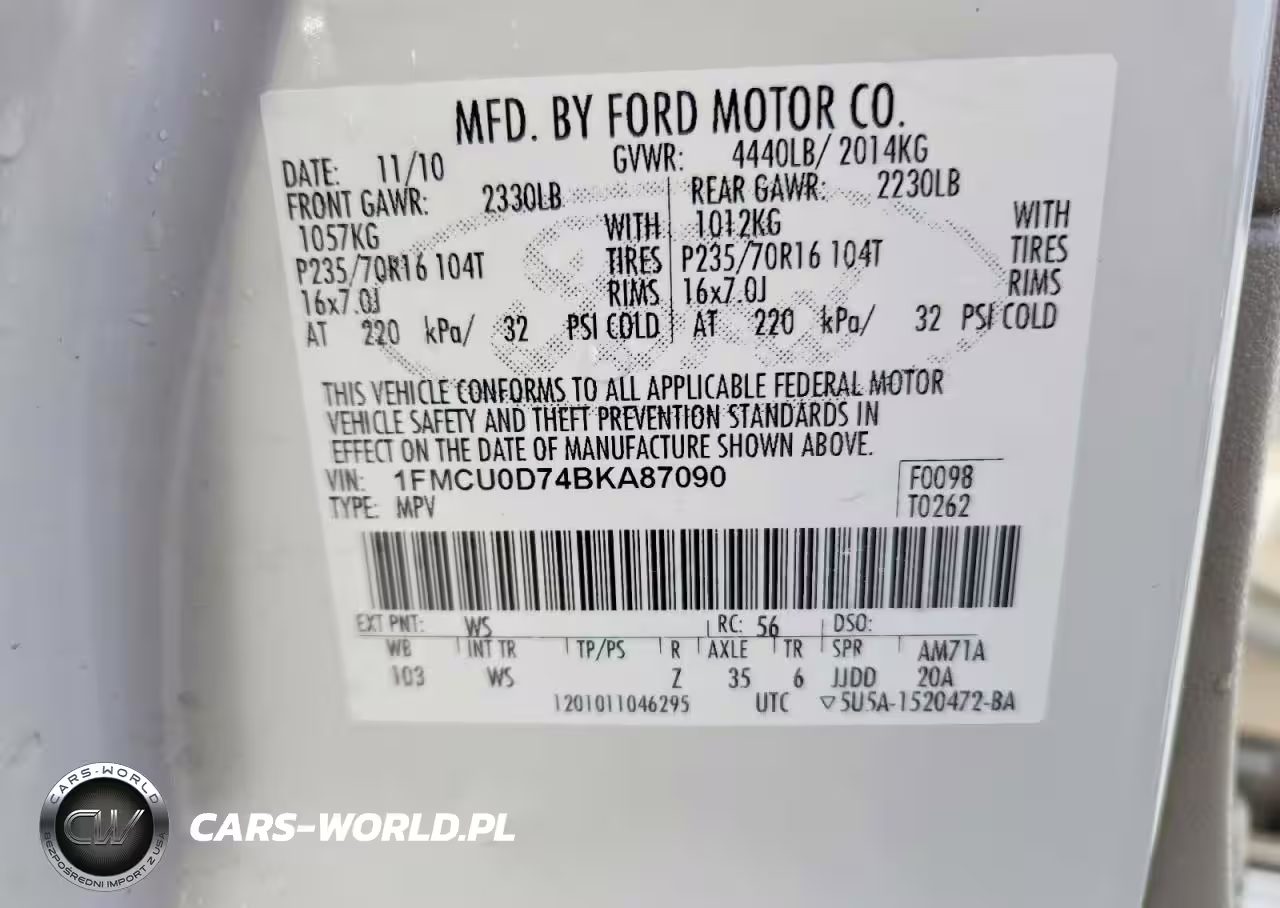 MFD. BY FORD MOTOR CO.
DATE: 11/10 GVWR: 4440LB/ 2014KG
FRONT GAWR: 2330LB REAR GAWR: 2230LB
1057KG WITH 1012KG WITH
P235/70R16 104T TIRES P235/70R16 104T TIRES
16x7.0J RIMS 16x7.0J RIMS
AT 220 kPa/ 32 PSI COLD AT 220 kPa/ 32 PSI COLD
THIS VEHICLE CONFORMS TO ALL APPLICABLE FEDERAL MOTOR
VEHICLE SAFETY AND THEFT PREVENTION STANDARDS IN
EFFECT ON THE DATE OF MANUFACTURE SHOWN ABOVE.
VIN: 1FMCU0D74BKA87090 F0098
TYPE: MPV T0262
EXT PNT: WS RC: 56 DSO:
WB INT TR TP/PS R AXLE TR SPR AM71A
103 WS Z 35 6 JJDD 20A
1201011046295 UTC ▽5U5A-1520472-BA
CARS-WORLD
CW
BEZPOŚREDNI IMPORT Z USA
CARS-WORLD.PL